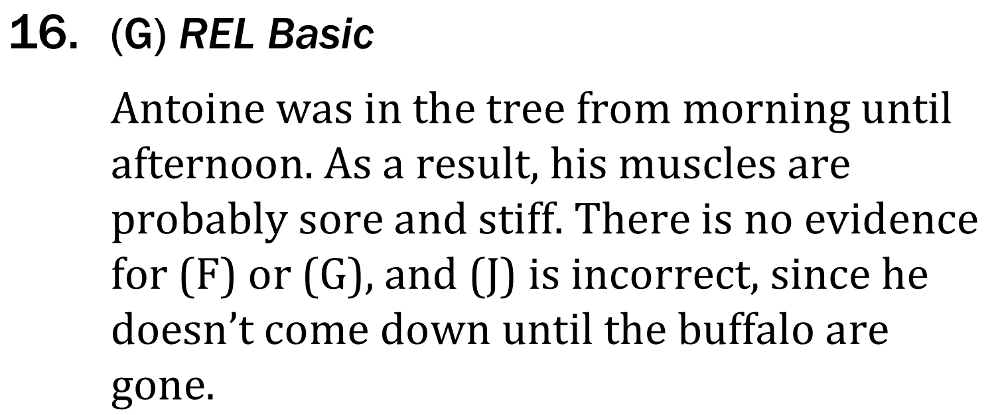 16. (G) REL Basic
Antoine was in the tree from morning until
afternoon. As a result, his muscles are
probably sore and stiff. There is no evidence
for (F) or (G), and (J) is incorrect, since he
doesn’t come down until the buffalo are
gone.